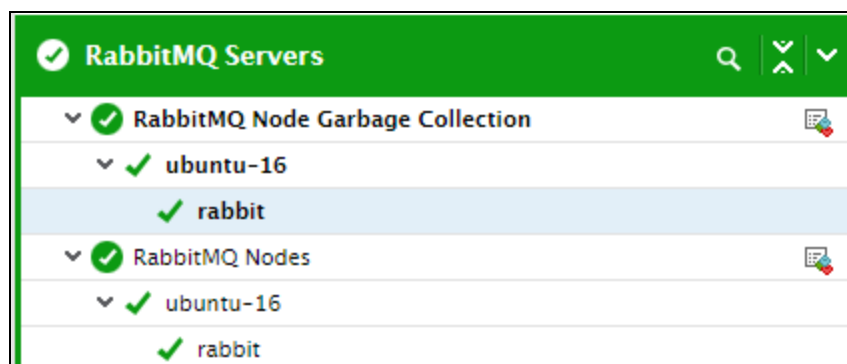 RabbitMQ Servers
RabbitMQ Node Garbage Collection
ubuntu-16
rabbit
RabbitMQ Nodes
ubuntu-16
rabbit